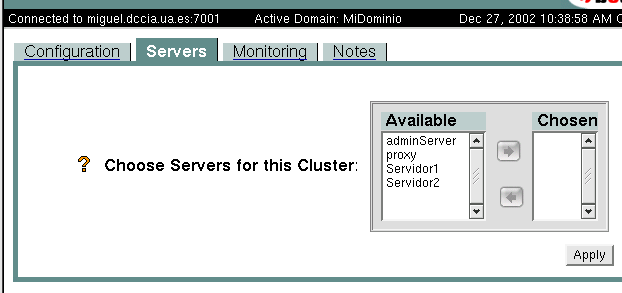 Connected to miguel.dccia.ua.es:7001 Active Domain: MiDominio Dec 27, 2002 10:38:58 AM
Configuration Servers Monitoring Notes
Available Chosen
adminServer
proxy
? Choose Servers for this Cluster:
Servidor1
Servidor2
Apply